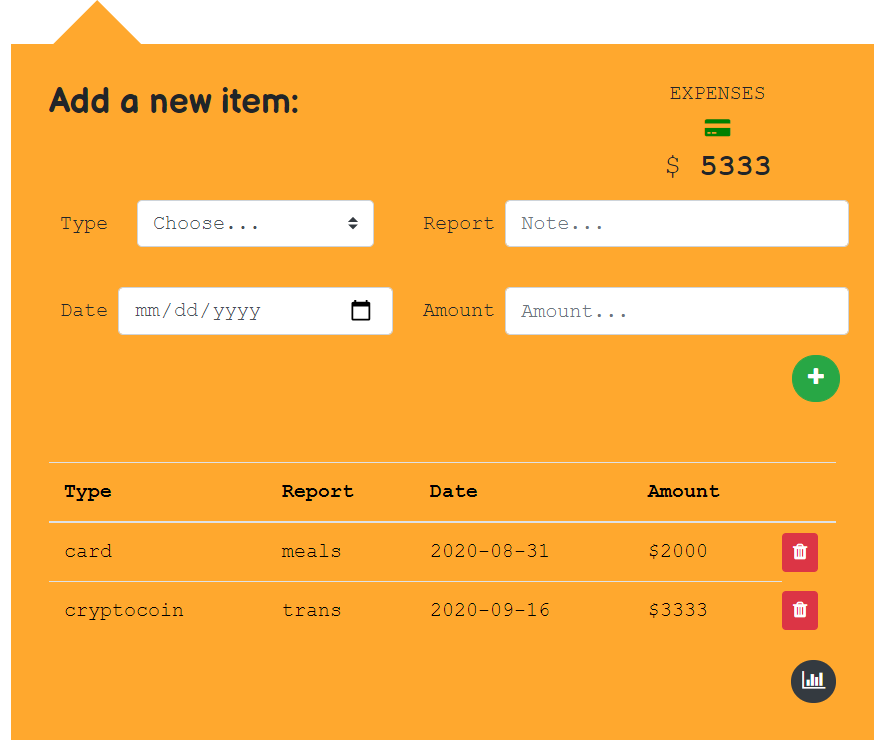 Add a new item:
EXPENSES
$ 5333
Type Choose... Report Note...
Date mm/dd/yyyy Amount Amount...
Type Report Date Amount
card meals 2020-08-31 $2000
cryptocoin trans 2020-09-16 $3333